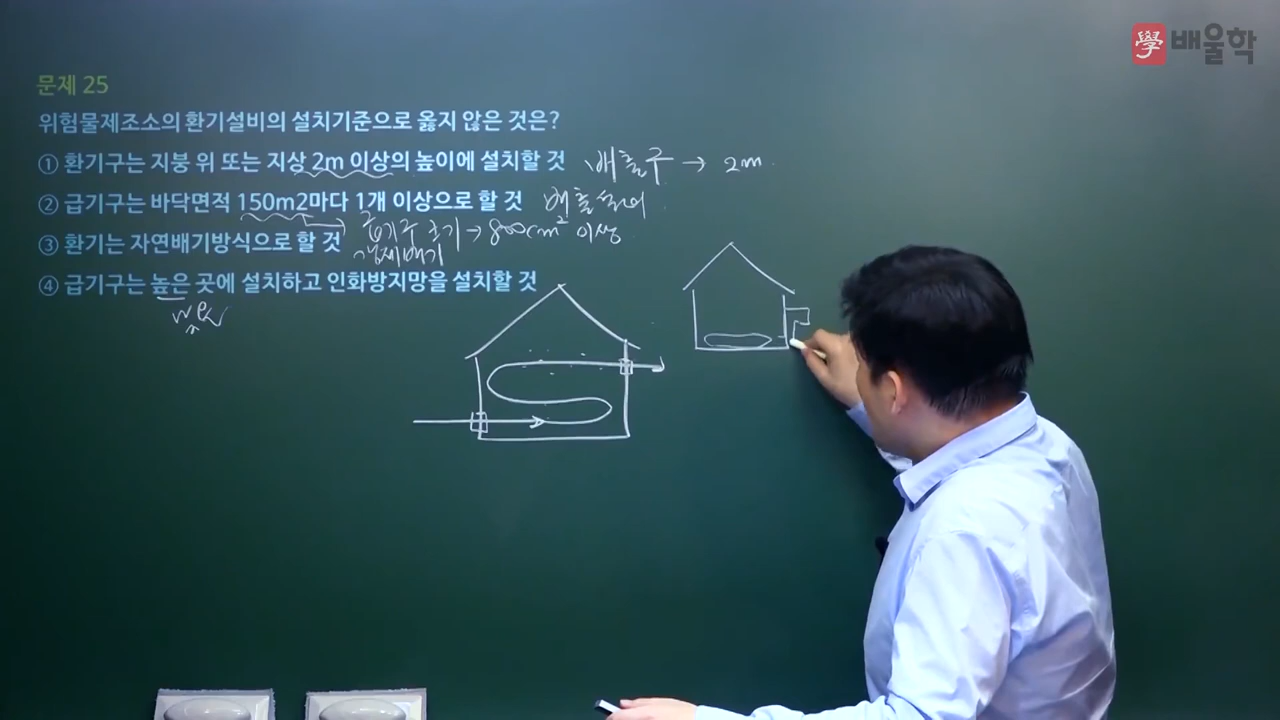 學 배울학
문제 25
위험물제조소의 환기설비의 설치기준으로 옳지 않은 것은?
① 환기구는 지붕 위 또는 지상 2m 이상의 높이에 설치할 것 배출구 → 2m
② 급기구는 바닥면적 150m2마다 1개 이상으로 할 것 배출설비
급기구 크기 → 800cm² 이상
③ 환기는 자연배기방식으로 할 것 강제배기
④ 급기구는 높은 곳에 설치하고 인화방지망을 설치할 것
낮은